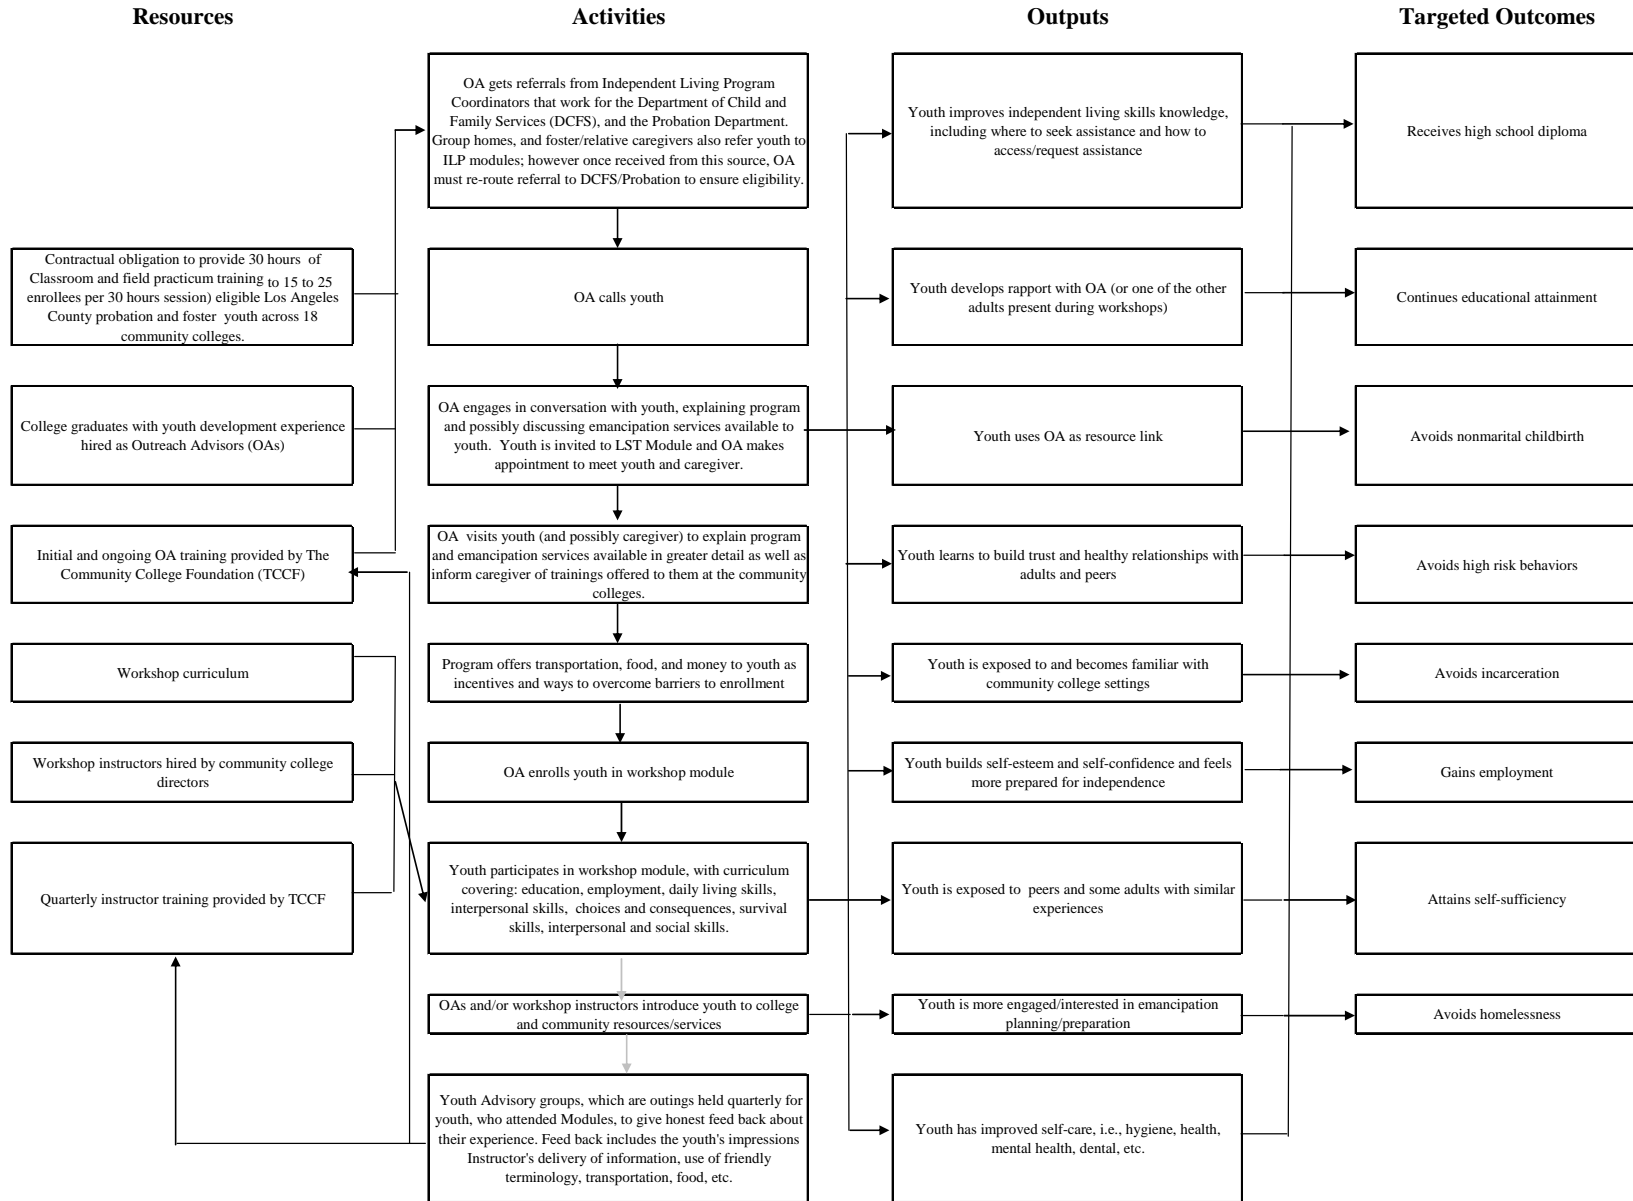 Resources
Activities
Outputs
Targeted Outcomes
Contractual obligation to provide 30 hours of
Classroom and field practicum training to 15 to 25
enrollees per 30 hours session) eligible Los Angeles
County probation and foster youth across 18
community colleges.
College graduates with youth development experience
hired as Outreach Advisors (OAs)
Initial and ongoing OA training provided by The
Community College Foundation (TCCF)
Workshop curriculum
Workshop instructors hired by community college
directors
Quarterly instructor training provided by TCCF
OA gets referrals from Independent Living Program
Coordinators that work for the Department of Child and
Family Services (DCFS), and the Probation Department.
Group homes, and foster/relative caregivers also refer youth to
ILP modules; however once received from this source, OA
must re-route referral to DCFS/Probation to ensure eligibility.
OA calls youth
OA engages in conversation with youth, explaining program
and possibly discussing emancipation services available to
youth. Youth is invited to LST Module and OA makes
appointment to meet youth and caregiver.
OA visits youth (and possibly caregiver) to explain program
and emancipation services available in greater detail as well as
inform caregiver of trainings offered to them at the community
colleges.
Program offers transportation, food, and money to youth as
incentives and ways to overcome barriers to enrollment
OA enrolls youth in workshop module
Youth participates in workshop module, with curriculum
covering: education, employment, daily living skills,
interpersonal skills, choices and consequences, survival
skills, interpersonal and social skills.
OAs and/or workshop instructors introduce youth to college
and community resources/services
Youth Advisory groups, which are outings held quarterly for
youth, who attended Modules, to give honest feed back about
their experience. Feed back includes the youth's impressions
Instructor's delivery of information, use of friendly
terminology, transportation, food, etc.
Youth improves independent living skills knowledge,
including where to seek assistance and how to
access/request assistance
Youth develops rapport with OA (or one of the other
adults present during workshops)
Youth uses OA as resource link
Youth learns to build trust and healthy relationships with
adults and peers
Youth is exposed to and becomes familiar with
community college settings
Youth builds self-esteem and self-confidence and feels
more prepared for independence
Youth is exposed to peers and some adults with similar
experiences
Youth is more engaged/interested in emancipation
planning/preparation
Youth has improved self-care, i.e., hygiene, health,
mental health, dental, etc.
Receives high school diploma
Continues educational attainment
Avoids nonmarital childbirth
Avoids high risk behaviors
Avoids incarceration
Gains employment
Attains self-sufficiency
Avoids homelessness